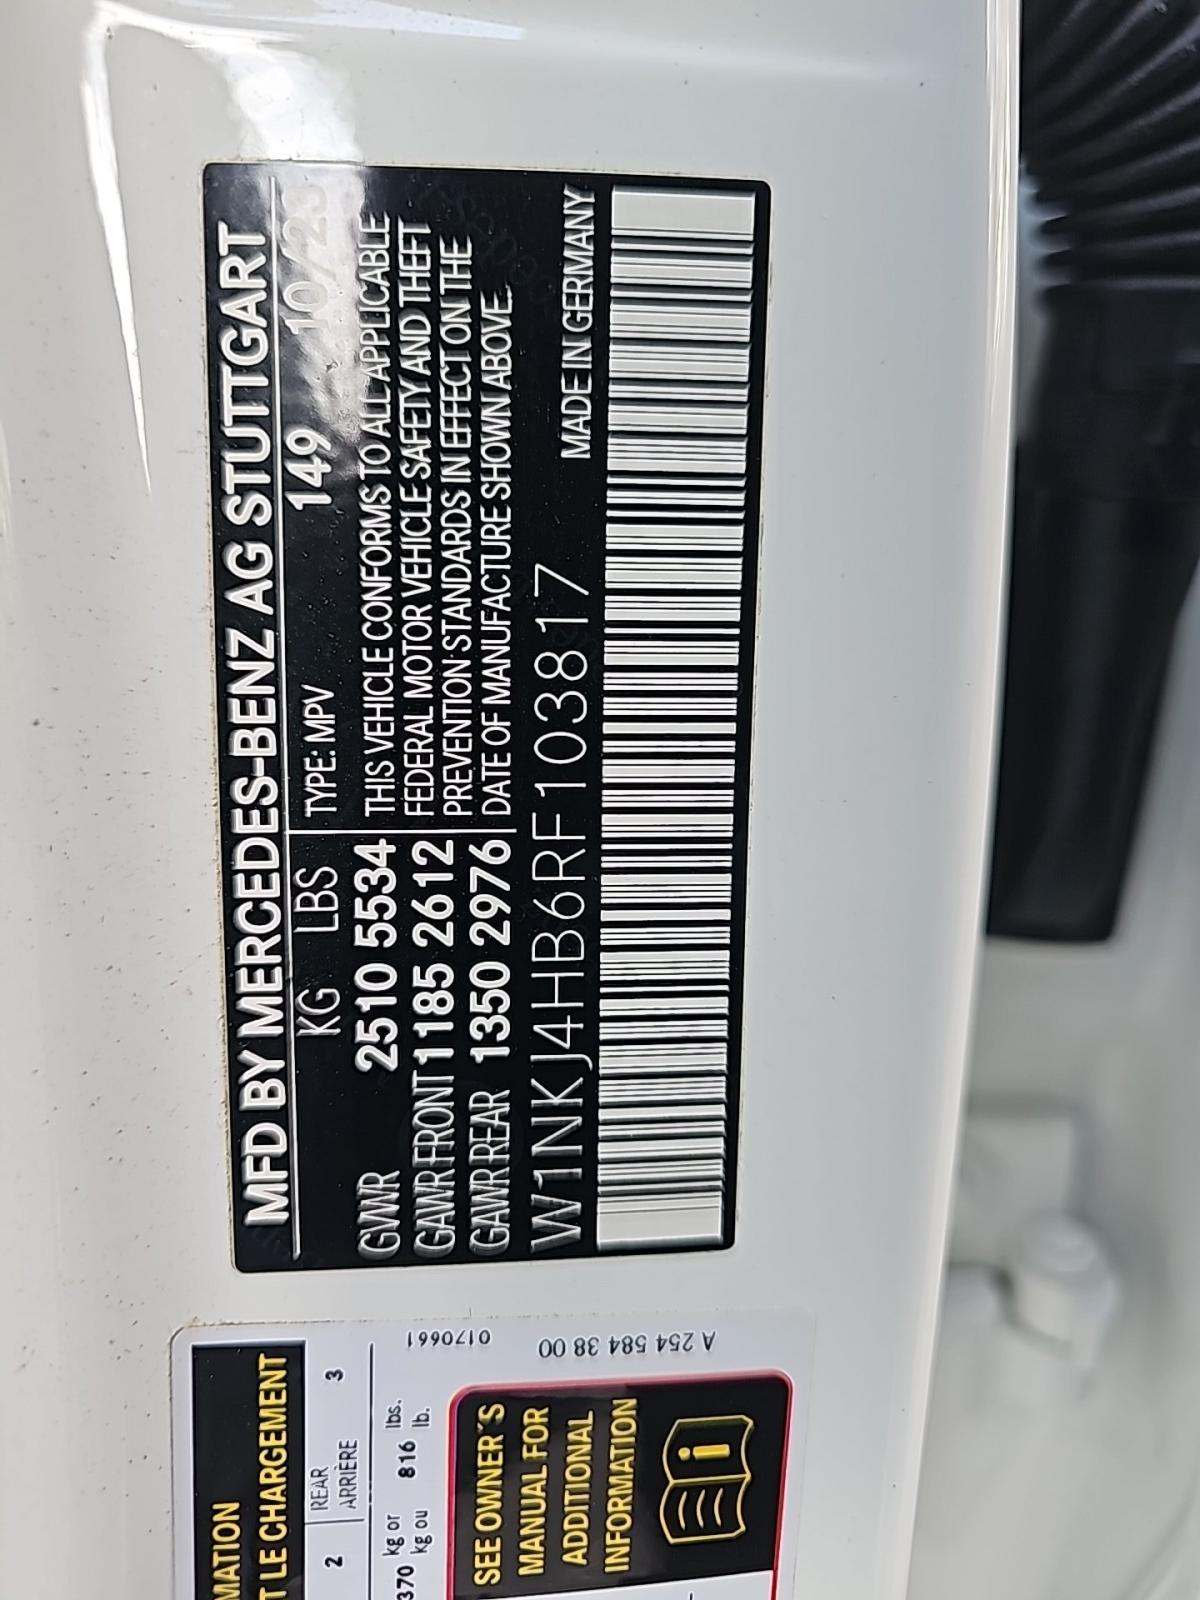 MFD BY MERCEDES-BENZ AG STUTTGART
KG LBS TYPE: MPV 149 10/23
GVWR 2510 5534 THIS VEHICLE CONFORMS TO ALL APPLICABLE
GAWR FRONT 1185 2612 FEDERAL MOTOR VEHICLE SAFETY AND THEFT
PREVENTION STANDARDS IN EFFECT ON THE
GAWR REAR 1350 2976 DATE OF MANUFACTURE SHOWN ABOVE.
W1NKJ4HB6RF103817 MADE IN GERMANY
MATION
T LE CHARGEMENT
2 REAR 3
ARRIÈRE
370 kg or 816 lbs.
kg ou lb.
0170661
A 254 584 38 00
SEE OWNER'S
MANUAL FOR
ADDITIONAL
INFORMATION
i